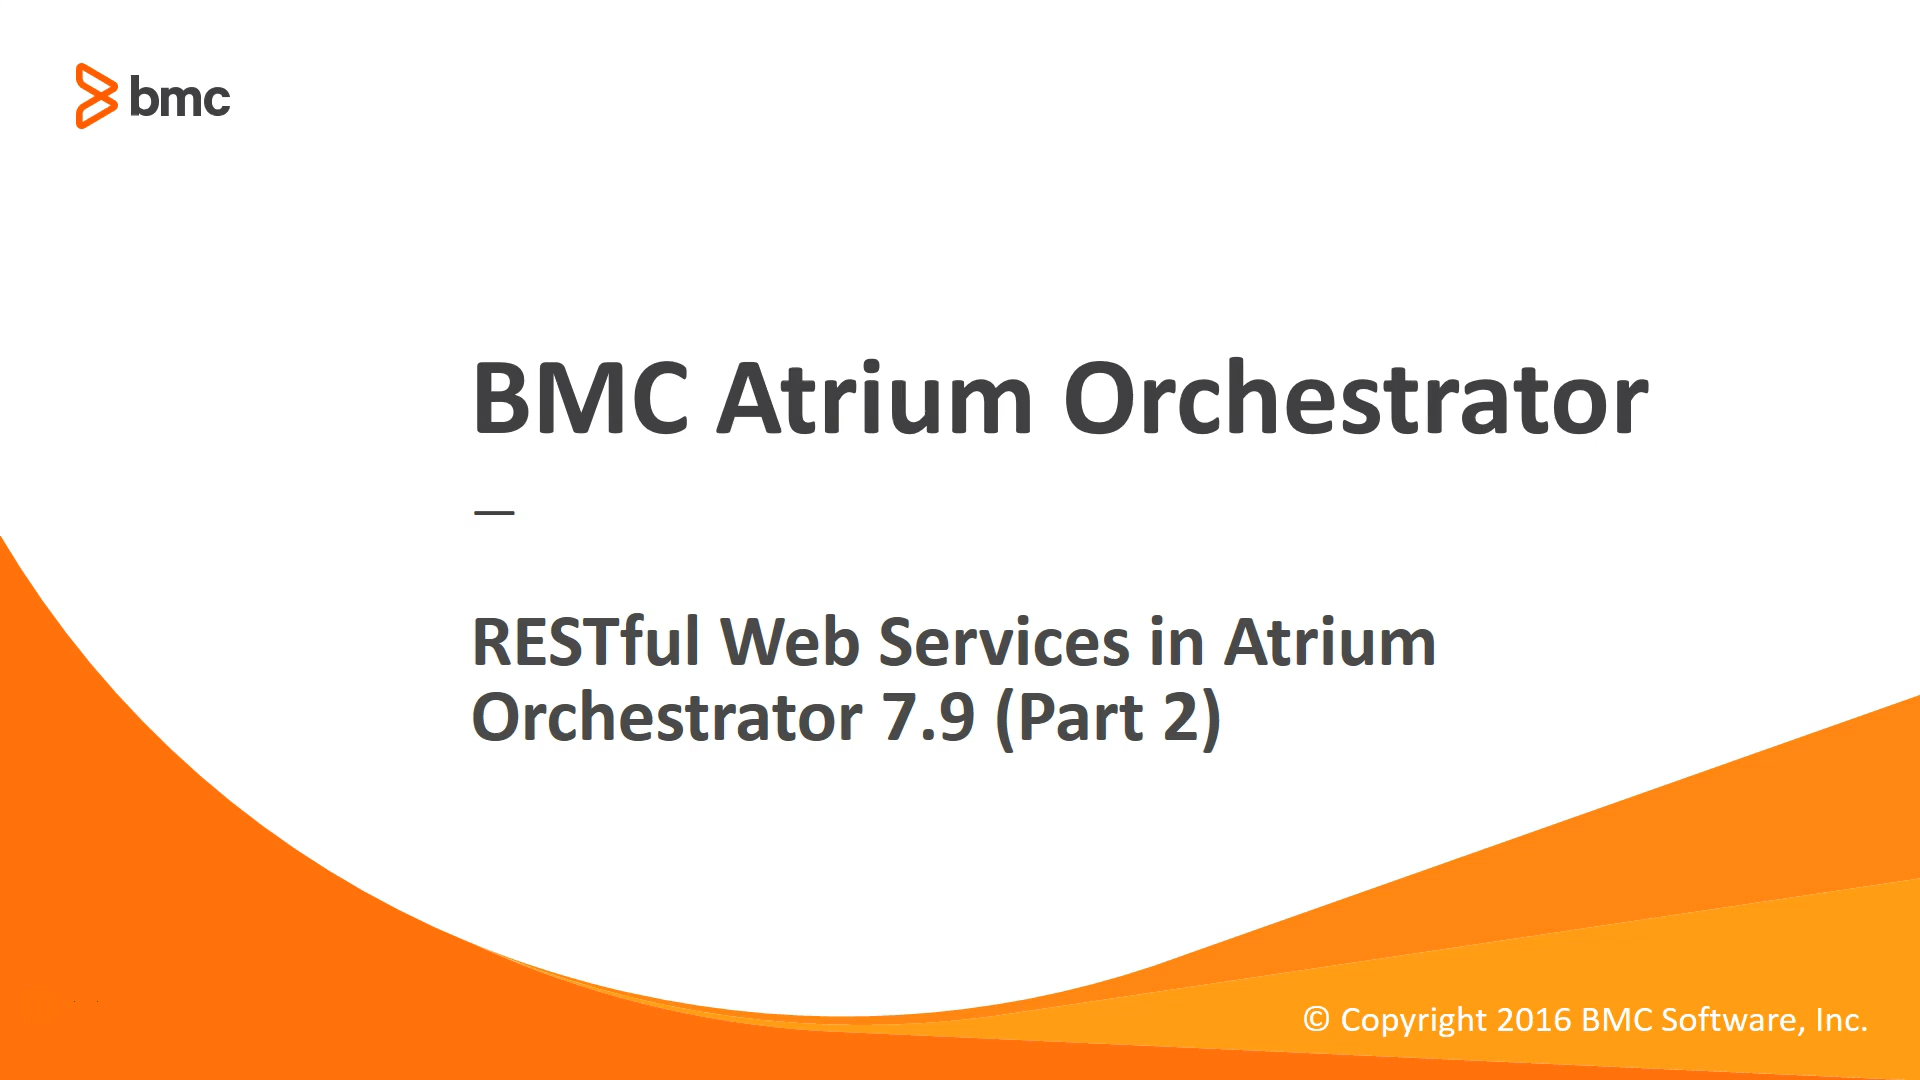 bmc
BMC Atrium Orchestrator
RESTful Web Services in Atrium
Orchestrator 7.9 (Part 2)
© Copyright 2016 BMC Software, Inc.